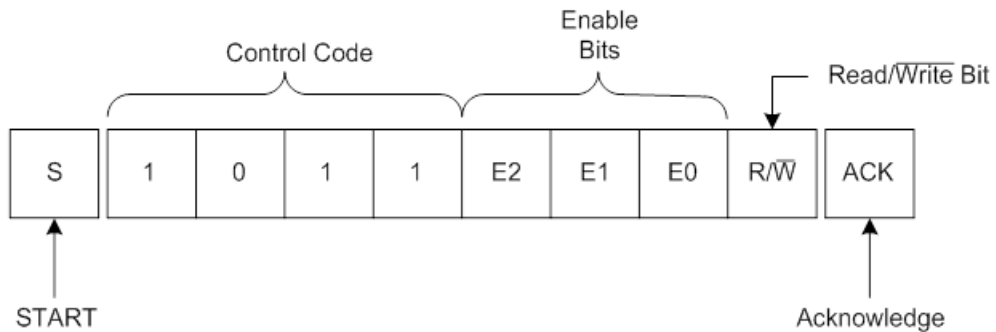 Enable
Bits
Control Code
Read/Write Bit
S 1 0 1 1 E2 E1 E0 R/W̅ ACK
START Acknowledge